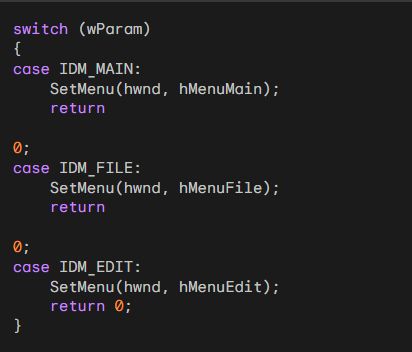 switch (wParam)
{
case IDM_MAIN:
    SetMenu(hwnd, hMenuMain);
    return
0;
case IDM_FILE:
    SetMenu(hwnd, hMenuFile);
    return
0;
case IDM_EDIT:
    SetMenu(hwnd, hMenuEdit);
    return 0;
}